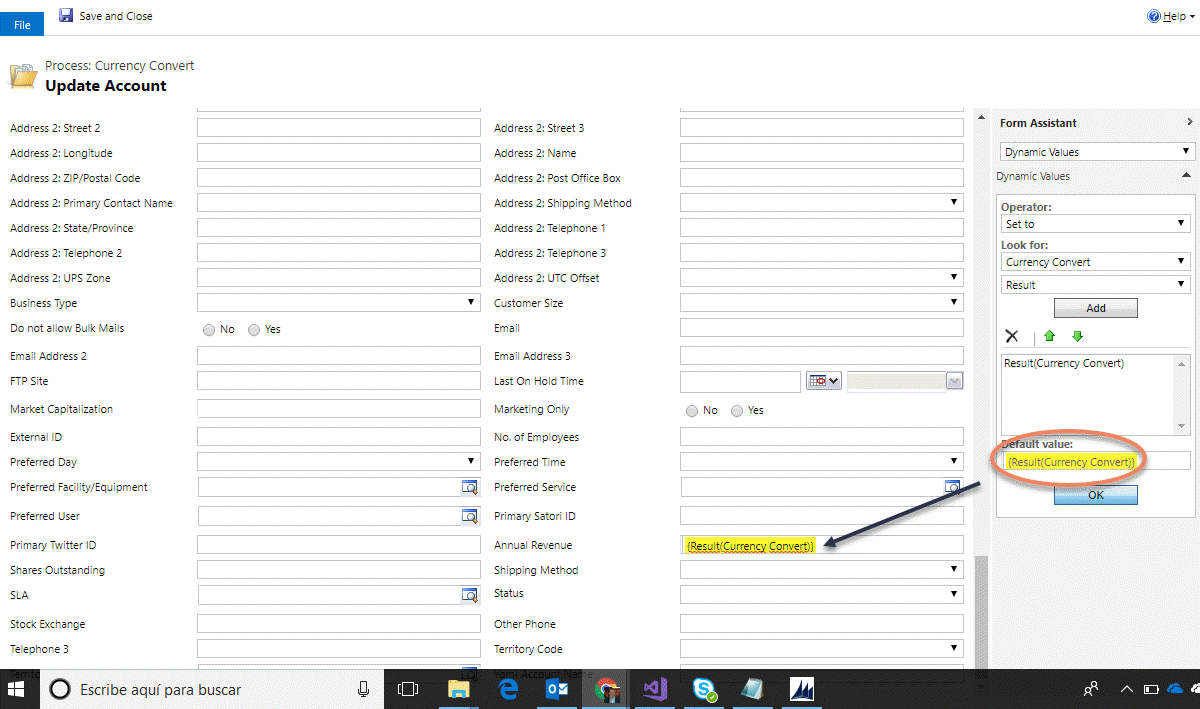 File
Save and Close
Help
Process: Currency Convert
Update Account
Address 2: Street 2
Address 2: Street 3
Address 2: Longitude
Address 2: Name
Address 2: ZIP/Postal Code
Address 2: Post Office Box
Address 2: Primary Contact Name
Address 2: Shipping Method
Address 2: State/Province
Address 2: Telephone 1
Address 2: Telephone 2
Address 2: Telephone 3
Address 2: UPS Zone
Address 2: UTC Offset
Business Type
Customer Size
Do not allow Bulk Mails
No Yes
Email
Email Address 2
Email Address 3
FTP Site
Last On Hold Time
Market Capitalization
Marketing Only
No Yes
External ID
No. of Employees
Preferred Day
Preferred Time
Preferred Facility/Equipment
Preferred Service
Preferred User
Primary Satori ID
Primary Twitter ID
Annual Revenue
{Result(Currency Convert)}
Shares Outstanding
Shipping Method
SLA
Status
Stock Exchange
Other Phone
Telephone 3
Territory Code
Yomi Account Name
Form Assistant
Dynamic Values
Dynamic Values
Operator:
Set to
Look for:
Currency Convert
Result
Add
Result(Currency Convert)
Default value:
{Result(Currency Convert)}
OK
Escribe aquí para buscar